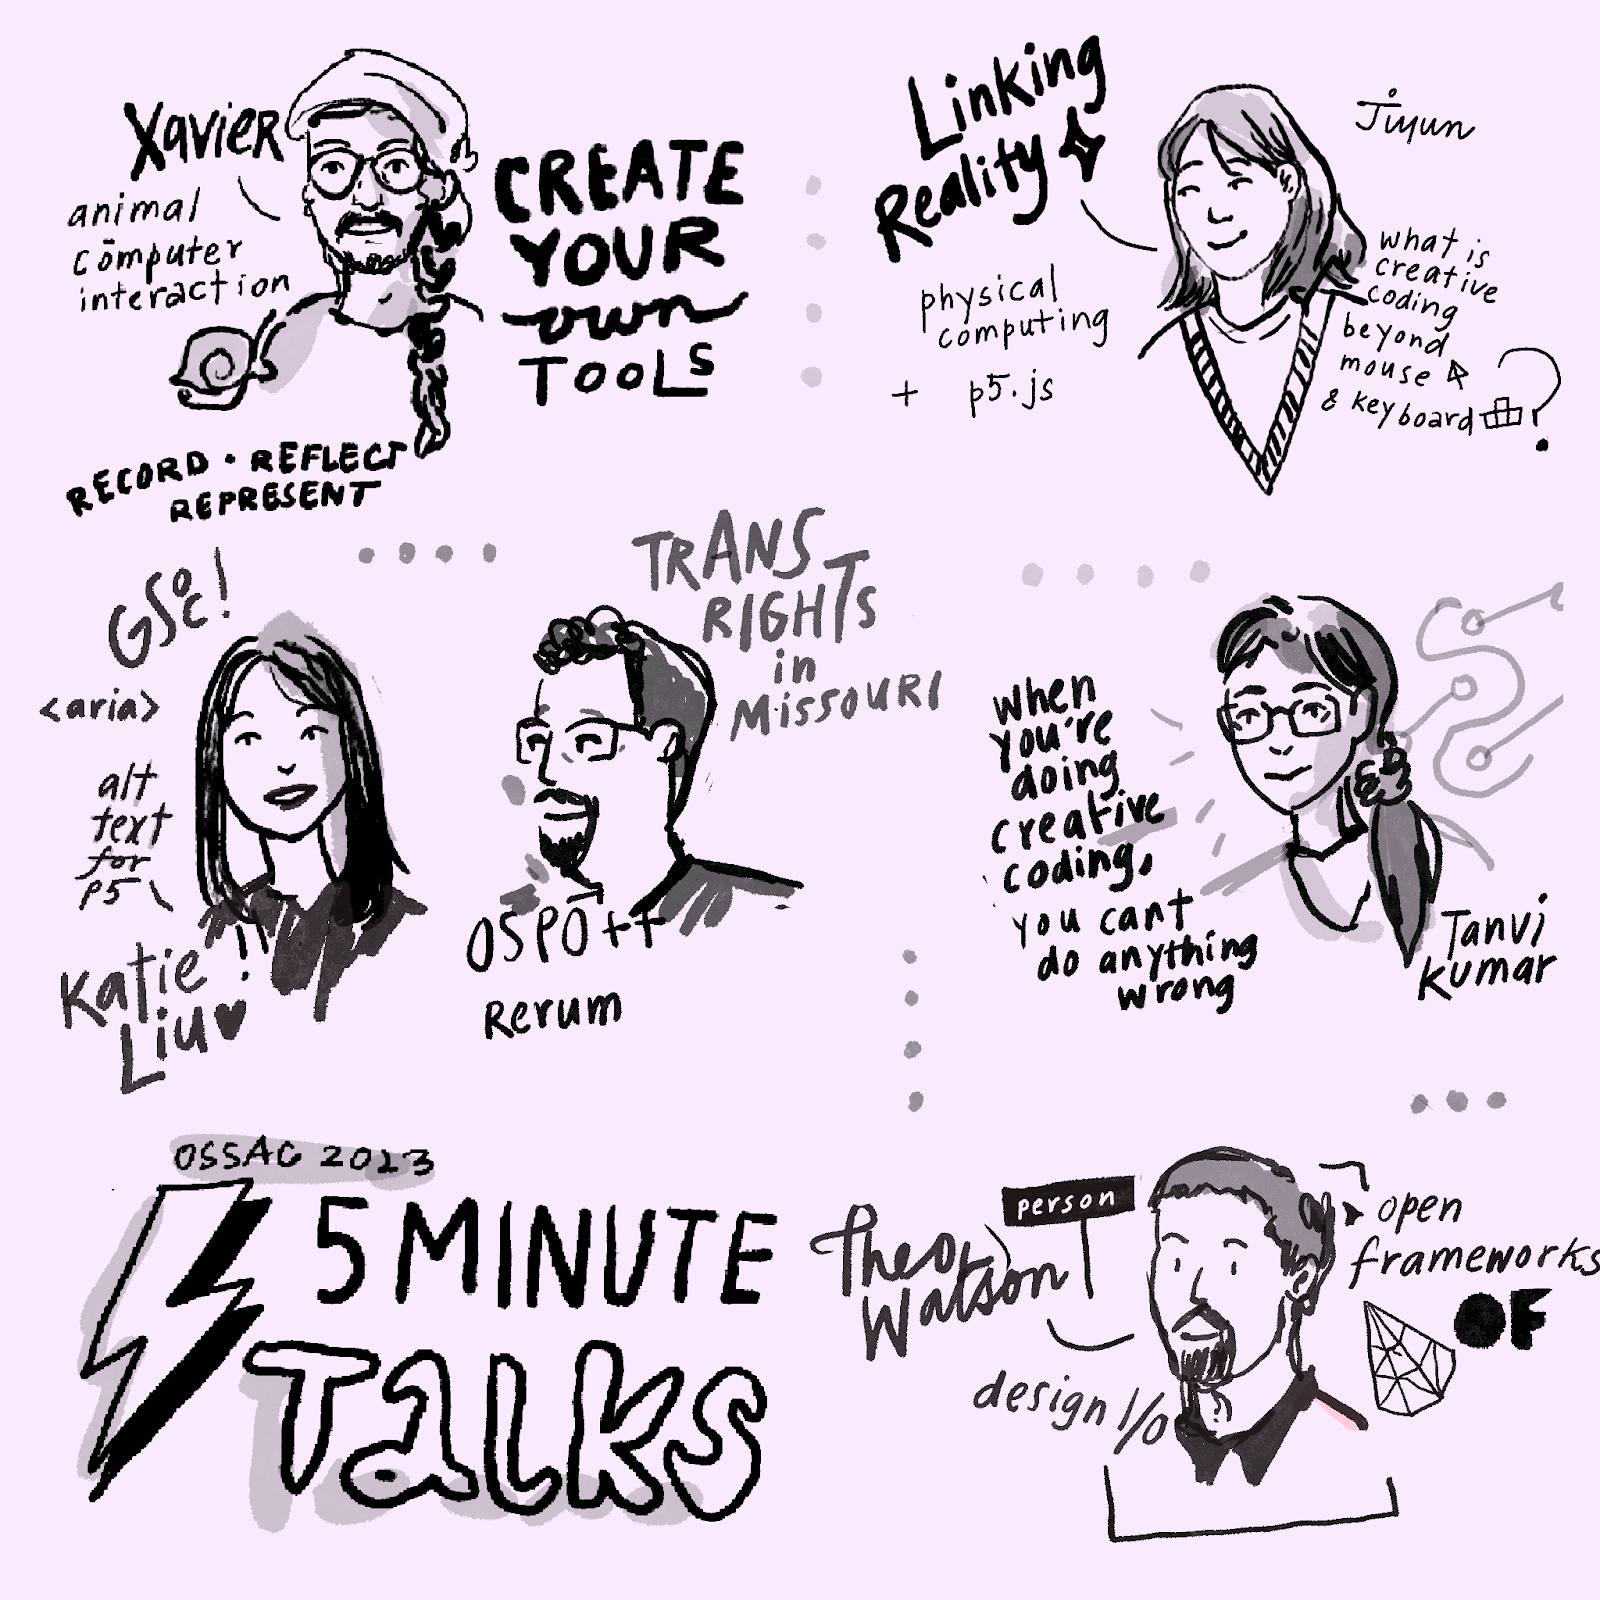 Xavier
animal
computer
interaction
CREATE
YOUR
own
TOOLS
RECORD • REFLECT
REPRESENT
Linking
Reality
Jiyun
physical
computing
+ p5.js
what is
creative
coding
beyond
mouse
& keyboard ?
GSoC!
<aria>
alt
text
for
p5
Katie
Liu
TRANS
RIGHTS
in
MISSOURI
OSPO++
Rerum
when
you're
doing
creative
coding,
you cant
do anything
wrong
Tanvi
Kumar
OSSAC 2023
5 MINUTE
TaLKS
Theo
Watson
person
design I/O
open
frameworks
OF